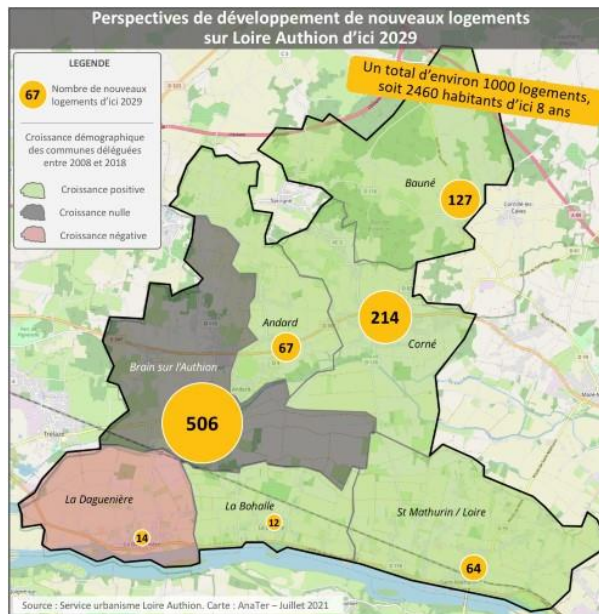 Perspectives de développement de nouveaux logements
sur Loire Authion d'ici 2029
LEGENDE
67
Nombre de nouveaux
logements d'ici 2029
Croissance démographique
des communes déléguées
entre 2008 et 2018
Croissance positive
Croissance nulle
Croissance négative
Un total d'environ 1000 logements,
soit 2460 habitants d'ici 8 ans
Bauné
127
214
Corné
Andard
67
Brain sur l'Authion
506
La Daguenière
14
La Bohalle
12
St Mathurin / Loire
64
Source : Service urbanisme Loire Authion. Carte : AnaTer – Juillet 2021